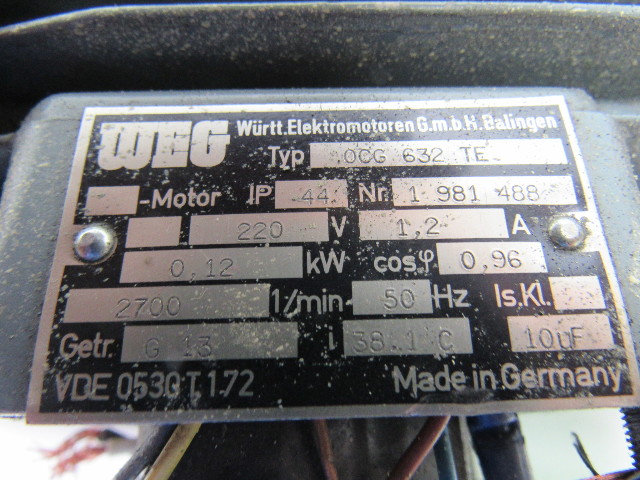 WEG Württ.Elektromotoren G.m.b.H. Balingen
Typ OCG 632 TE
-Motor IP 44 Nr. 1 981 488
220 V 1,2 A
0,12 kW cosφ 0,96
2700 1/min 50 Hz Is.Kl.
Getr. G 13 i 38.1 C 10uF
VDE 0530 T.1.72 Made in Germany